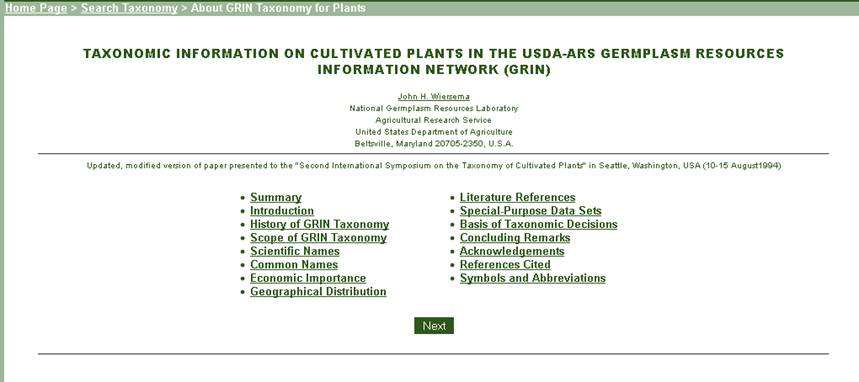 Home Page > Search Taxonomy > About GRIN Taxonomy for Plants
TAXONOMIC INFORMATION ON CULTIVATED PLANTS IN THE USDA-ARS GERMPLASM RESOURCES
INFORMATION NETWORK (GRIN)
John H. Wiersema
National Germplasm Resources Laboratory
Agricultural Research Service
United States Department of Agriculture
Beltsville, Maryland 20705-2350, U.S.A.
Updated, modified version of paper presented to the "Second International Symposium on the Taxonomy of Cultivated Plants" in Seattle, Washington, USA (10-15 August1994)
• Summary
• Introduction
• History of GRIN Taxonomy
• Scope of GRIN Taxonomy
• Scientific Names
• Common Names
• Economic Importance
• Geographical Distribution
• Literature References
• Special-Purpose Data Sets
• Basis of Taxonomic Decisions
• Concluding Remarks
• Acknowledgements
• References Cited
• Symbols and Abbreviations
Next